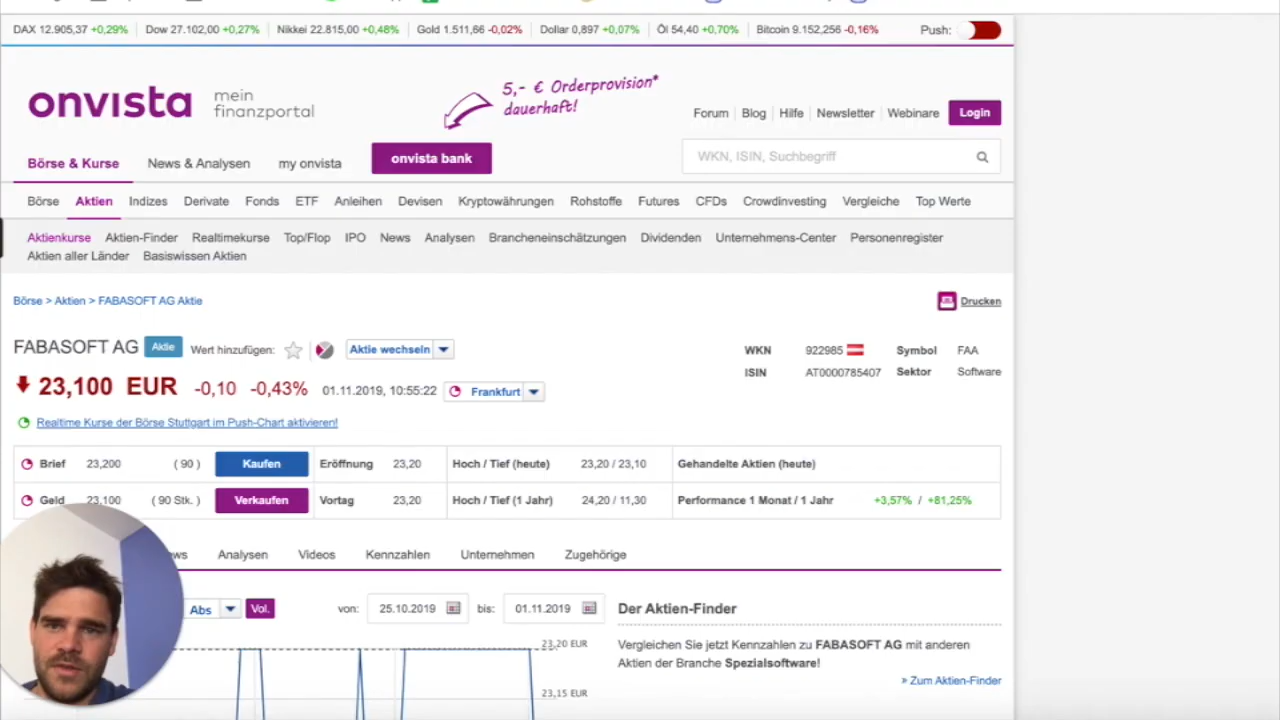 DAX 12.905,37 +0,29% Dow 27.102,00 +0,27% Nikkei 22.815,00 +0,48% Gold 1.511,66 -0,02% Dollar 0,897 +0,07% Öl 54,40 +0,70% Bitcoin 9.152,256 -0,16% Push:
onvista mein finanzportal
5,- € Orderprovision* dauerhaft!
Forum Blog Hilfe Newsletter Webinare Login
Börse & Kurse News & Analysen my onvista onvista bank
WKN, ISIN, Suchbegriff
Börse Aktien Indizes Derivate Fonds ETF Anleihen Devisen Kryptowährungen Rohstoffe Futures CFDs Crowdinvesting Vergleiche Top Werte
Aktienkurse Aktien-Finder Realtimekurse Top/Flop IPO News Analysen Brancheneinschätzungen Dividenden Unternehmens-Center Personenregister
Aktien aller Länder Basiswissen Aktien
Börse > Aktien > FABASOFT AG Aktie Drucken
FABASOFT AG Aktie Wert hinzufügen: Aktie wechseln WKN 922985 Symbol FAA
23,100 EUR -0,10 -0,43% 01.11.2019, 10:55:22 Frankfurt ISIN AT0000785407 Sektor Software
Realtime Kurse der Börse Stuttgart im Push-Chart aktivieren!
Brief 23,200 ( 90 ) Kaufen Eröffnung 23,20 Hoch / Tief (heute) 23,20 / 23,10 Gehandelte Aktien (heute)
Geld 23,100 ( 90 Stk. ) Verkaufen Vortag 23,20 Hoch / Tief (1 Jahr) 24,20 / 11,30 Performance 1 Monat / 1 Jahr +3,57% / +81,25%
Analysen Videos Kennzahlen Unternehmen Zugehörige
Abs Vol. von: 25.10.2019 bis: 01.11.2019 Der Aktien-Finder
23,20 EUR
Vergleichen Sie jetzt Kennzahlen zu FABASOFT AG mit anderen
Aktien der Branche Spezialsoftware!
» Zum Aktien-Finder
23,15 EUR